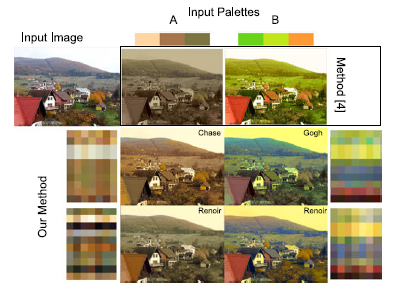 Input Palettes
A
B
Input Image
Method [4]
Our Method
Chase
Gogh
Renoir
Renoir